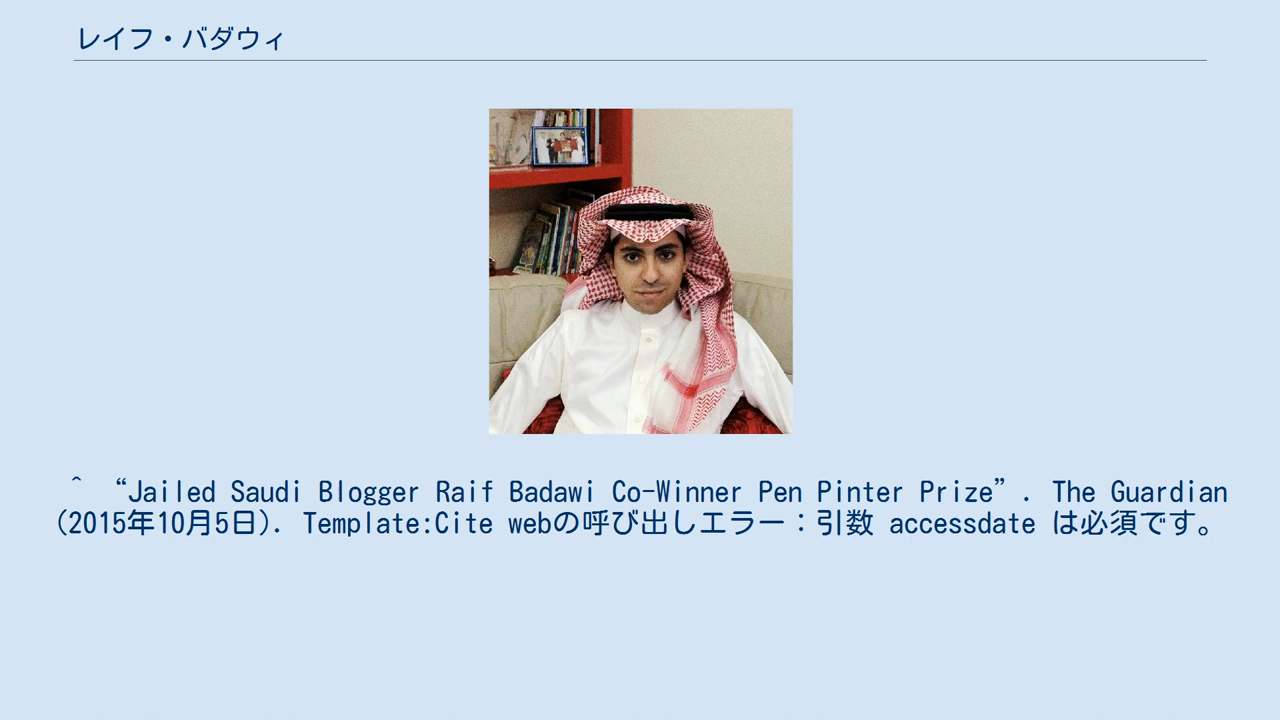 レイフ・バダウィ
^ “Jailed Saudi Blogger Raif Badawi Co-Winner Pen Pinter Prize”. The Guardian
(2015年10月5日). Template:Cite webの呼び出しエラー：引数 accessdate は必須です。